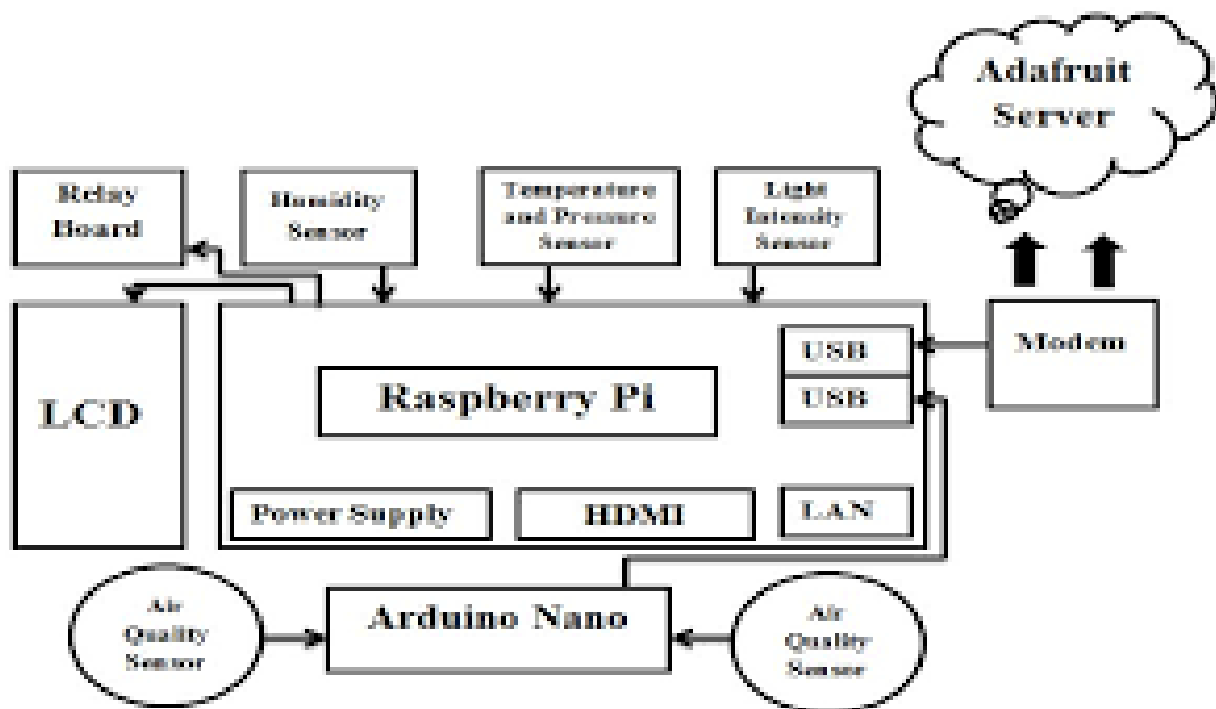 Adafruit
Server
Relay
Board
Humidity
Sensor
Temperature
and Pressure
Sensor
Light
Intensity
Sensor
LCD
Raspberry Pi
USB
USB
Modem
Power Supply
HDMI
LAN
Air
Quality
Sensor
Arduino Nano
Air
Quality
Sensor